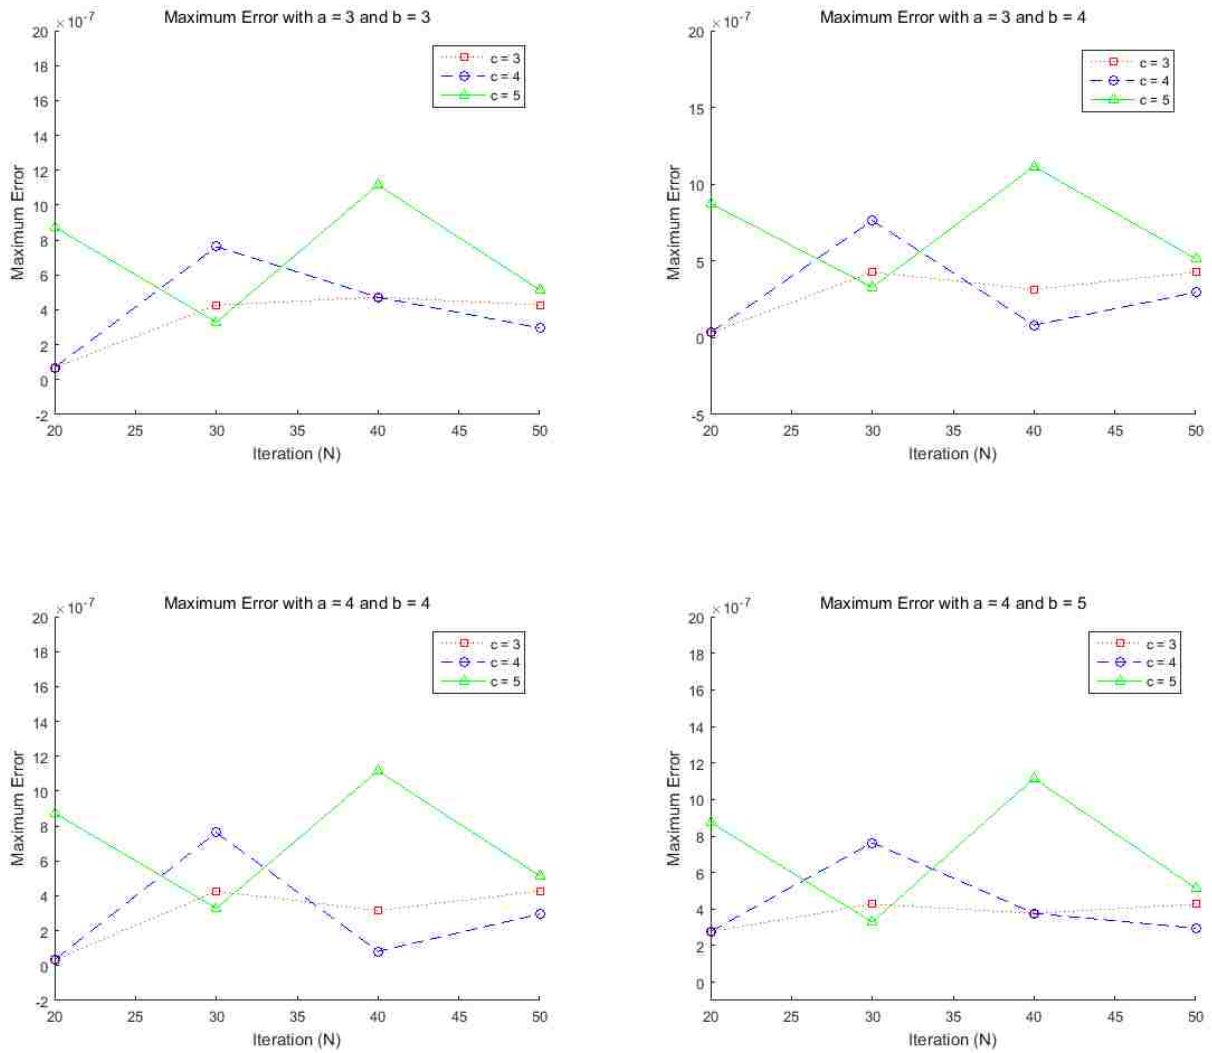 Maximum Error with a = 3 and b = 3
×10-7
20
18
16
14
12
10
8
6
4
2
0
-2
Maximum Error
c = 3
c = 4
c = 5
20 25 30 35 40 45 50
Iteration (N)
Maximum Error with a = 3 and b = 4
×10-7
20
15
10
5
0
-5
Maximum Error
c = 3
c = 4
c = 5
20 25 30 35 40 45 50
Iteration (N)
Maximum Error with a = 4 and b = 4
×10-7
20
18
16
14
12
10
8
6
4
2
0
-2
Maximum Error
c = 3
c = 4
c = 5
20 25 30 35 40 45 50
Iteration (N)
Maximum Error with a = 4 and b = 5
×10-7
20
18
16
14
12
10
8
6
4
2
0
Maximum Error
c = 3
c = 4
c = 5
20 25 30 35 40 45 50
Iteration (N)